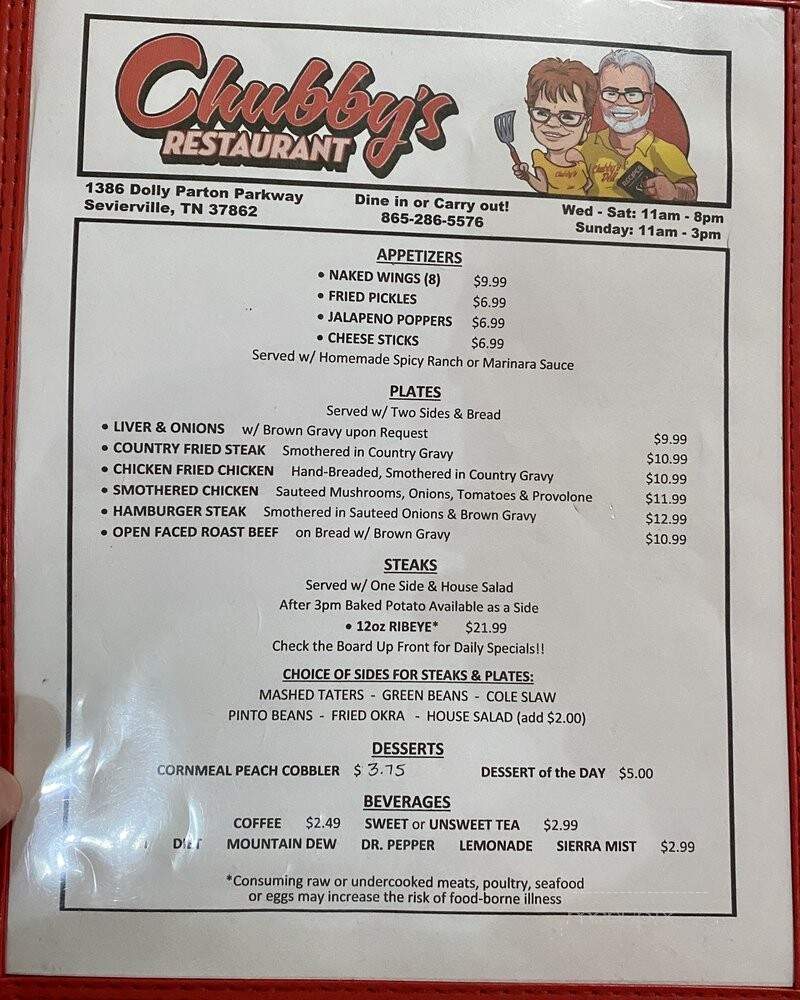 Chubby's
RESTAURANT
Chubby's
Chubby's Deli
RECIPES
1386 Dolly Parton Parkway
Sevierville, TN 37862
Dine in or Carry out!
865-286-5576
Wed - Sat: 11am - 8pm
Sunday: 11am - 3pm
APPETIZERS
• NAKED WINGS (8) $9.99
• FRIED PICKLES $6.99
• JALAPENO POPPERS $6.99
• CHEESE STICKS $6.99
Served w/ Homemade Spicy Ranch or Marinara Sauce
PLATES
Served w/ Two Sides & Bread
• LIVER & ONIONS w/ Brown Gravy upon Request $9.99
• COUNTRY FRIED STEAK Smothered in Country Gravy $10.99
• CHICKEN FRIED CHICKEN Hand-Breaded, Smothered in Country Gravy $10.99
• SMOTHERED CHICKEN Sauteed Mushrooms, Onions, Tomatoes & Provolone $11.99
• HAMBURGER STEAK Smothered in Sauteed Onions & Brown Gravy $12.99
• OPEN FACED ROAST BEEF on Bread w/ Brown Gravy $10.99
STEAKS
Served w/ One Side & House Salad
After 3pm Baked Potato Available as a Side
• 12oz RIBEYE* $21.99
Check the Board Up Front for Daily Specials!!
CHOICE OF SIDES FOR STEAKS & PLATES:
MASHED TATERS - GREEN BEANS - COLE SLAW
PINTO BEANS - FRIED OKRA - HOUSE SALAD (add $2.00)
DESSERTS
CORNMEAL PEACH COBBLER $ 3.75 DESSERT of the DAY $5.00
BEVERAGES
COFFEE $2.49 SWEET or UNSWEET TEA $2.99
DIET MOUNTAIN DEW DR. PEPPER LEMONADE SIERRA MIST $2.99
*Consuming raw or undercooked meats, poultry, seafood
or eggs may increase the risk of food-borne illness